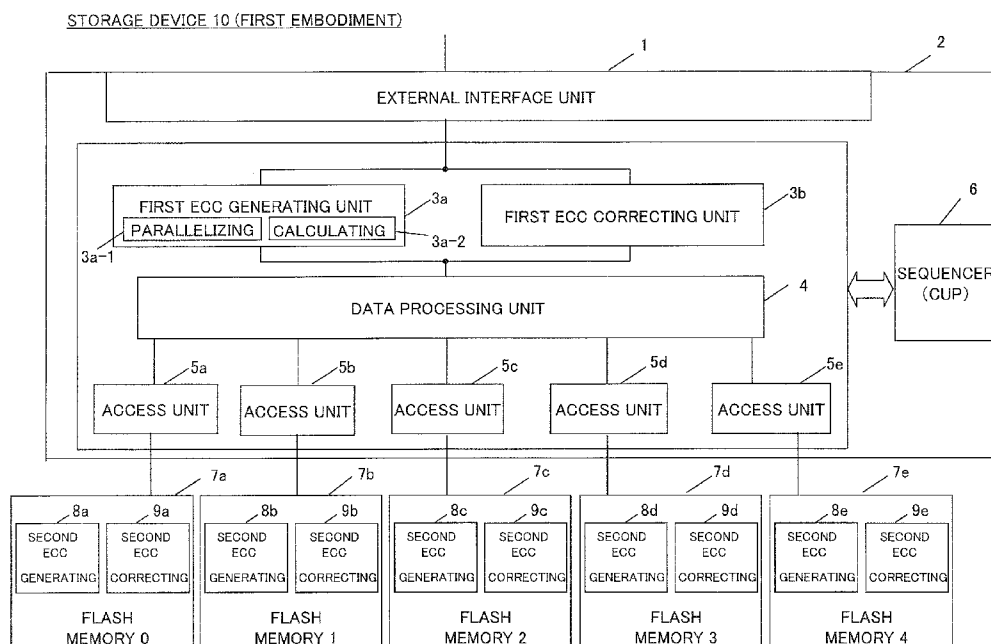 STORAGE DEVICE 10 (FIRST EMBODIMENT)
1
2
EXTERNAL INTERFACE UNIT
FIRST ECC GENERATING UNIT
PARALLELIZING
CALCULATING
3a
3a-1
3a-2
FIRST ECC CORRECTING UNIT
3b
6
SEQUENCER
(CUP)
DATA PROCESSING UNIT
4
5a
ACCESS UNIT
5b
ACCESS UNIT
5c
ACCESS UNIT
5d
ACCESS UNIT
5e
ACCESS UNIT
7a
8a
SECOND
ECC
GENERATING
9a
SECOND
ECC
CORRECTING
FLASH
MEMORY 0
7b
8b
SECOND
ECC
GENERATING
9b
SECOND
ECC
CORRECTING
FLASH
MEMORY 1
7c
8c
SECOND
ECC
GENERATING
9c
SECOND
ECC
CORRECTING
FLASH
MEMORY 2
7d
8d
SECOND
ECC
GENERATING
9d
SECOND
ECC
CORRECTING
FLASH
MEMORY 3
7e
8e
SECOND
ECC
GENERATING
9e
SECOND
ECC
CORRECTING
FLASH
MEMORY 4